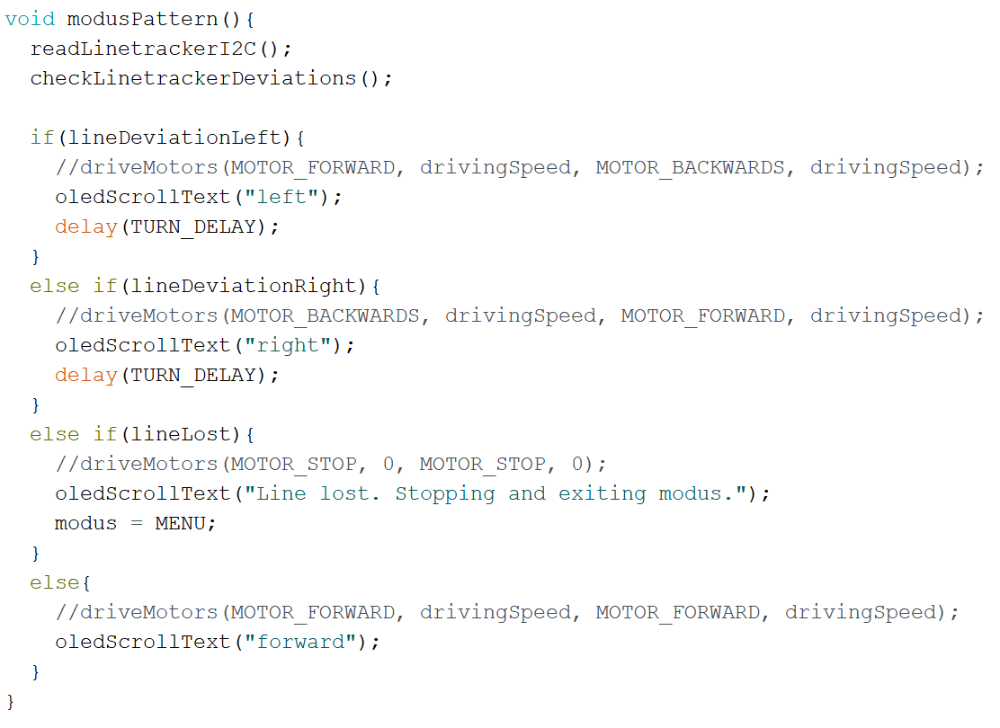 void modusPattern(){
  readLinetrackerI2C();
  checkLinetrackerDeviations();

  if(lineDeviationLeft){
    //driveMotors(MOTOR_FORWARD, drivingSpeed, MOTOR_BACKWARDS, drivingSpeed);
    oledScrollText("left");
    delay(TURN_DELAY);
  }
  else if(lineDeviationRight){
    //driveMotors(MOTOR_BACKWARDS, drivingSpeed, MOTOR_FORWARD, drivingSpeed);
    oledScrollText("right");
    delay(TURN_DELAY);
  }
  else if(lineLost){
    //driveMotors(MOTOR_STOP, 0, MOTOR_STOP, 0);
    oledScrollText("Line lost. Stopping and exiting modus.");
    modus = MENU;
  }
  else{
    //driveMotors(MOTOR_FORWARD, drivingSpeed, MOTOR_FORWARD, drivingSpeed);
    oledScrollText("forward");
  }
}